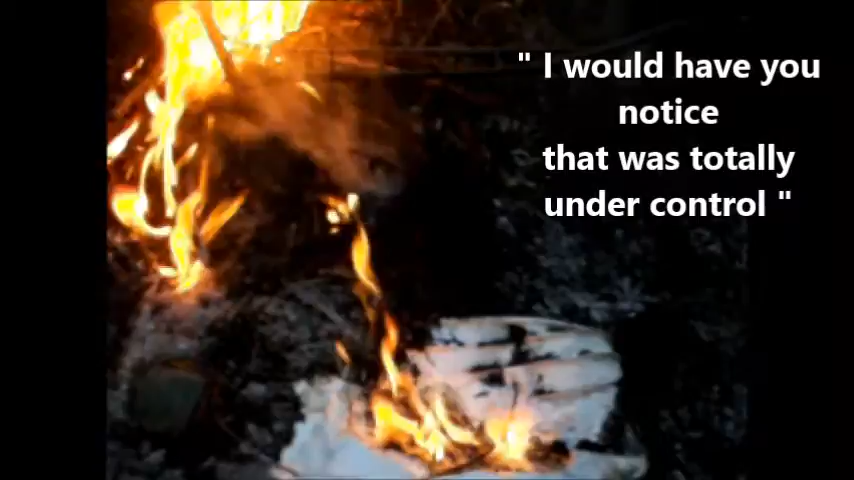 " I would have you
notice
that was totally
under control "